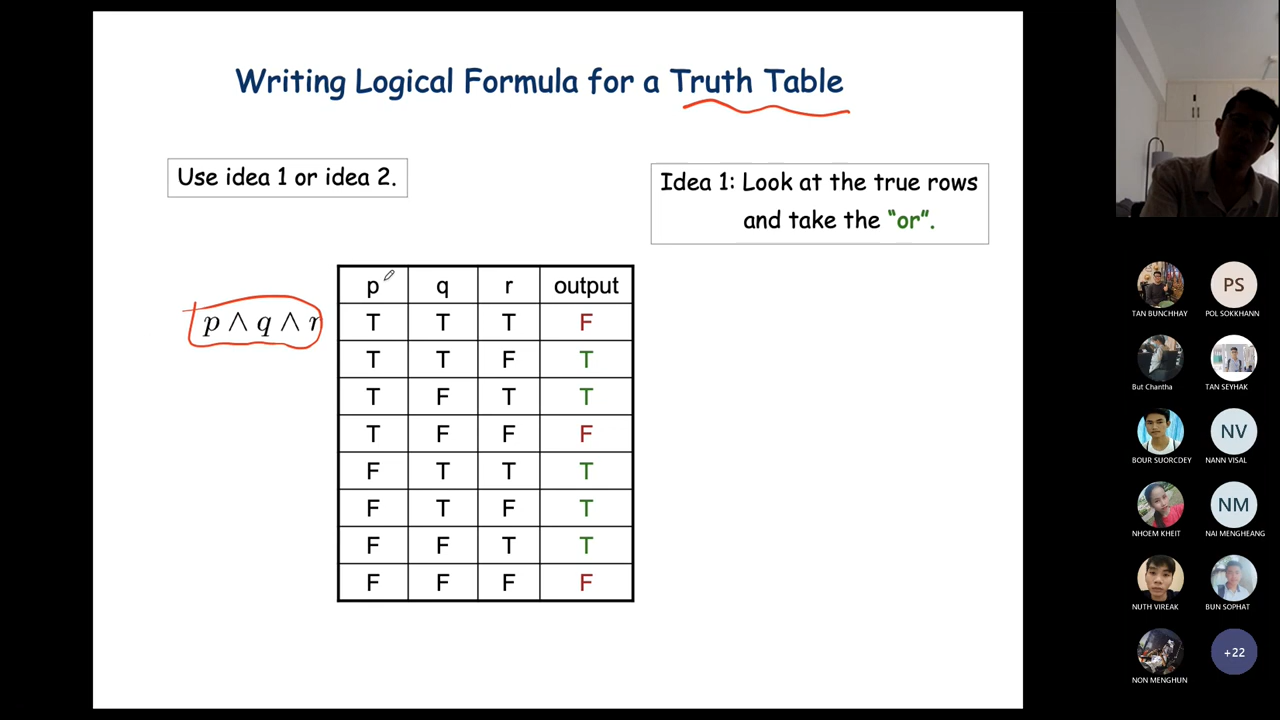 Writing Logical Formula for a Truth Table
Use idea 1 or idea 2.
Idea 1: Look at the true rows
and take the “or”.
p q r output
p ∧ q ∧ r T T T F
T T F T
T F T T
T F F F
F T T T
F T F T
F F T T
F F F F
PS
TAN BUNCHHAY POL SOKKHANN
But Chantha TAN SEYHAK
NV
BOUR SUORCDEY NANN VISAL
NM
NHOEM KHEIT NAI MENGHEANG
NUTH VIREAK BUN SOPHAT
+22
NON MENGHUN